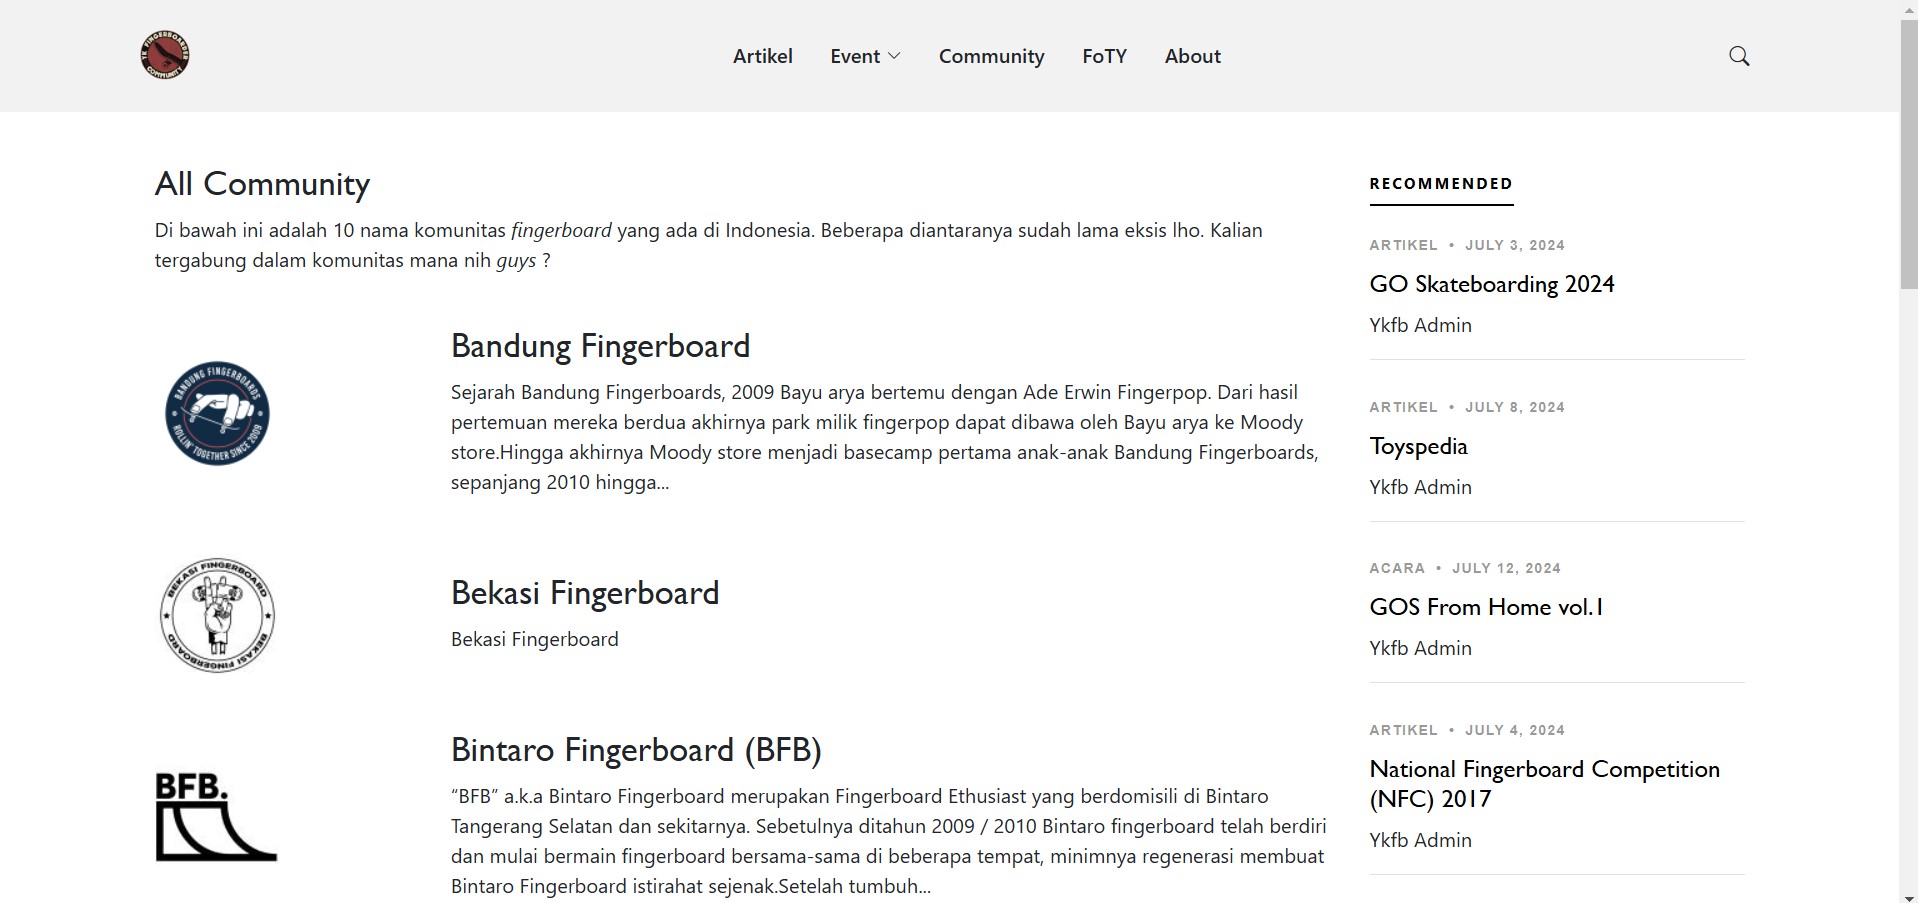 YK FINGERBOARDER
COMMUNITY
Artikel
Event
Community
FoTY
About
All Community
Di bawah ini adalah 10 nama komunitas fingerboard yang ada di Indonesia. Beberapa diantaranya sudah lama eksis lho. Kalian
tergabung dalam komunitas mana nih guys ?
BANDUNG FINGERBOARDS
ROLLIN' TOGETHER SINCE 2009
Bandung Fingerboard
Sejarah Bandung Fingerboards, 2009 Bayu arya bertemu dengan Ade Erwin Fingerpop. Dari hasil
pertemuan mereka berdua akhirnya park milik fingerpop dapat dibawa oleh Bayu arya ke Moody
store.Hingga akhirnya Moody store menjadi basecamp pertama anak-anak Bandung Fingerboards,
sepanjang 2010 hingga...
BEKASI FINGERBOARD
BEKASI FINGERBOARD
Bekasi Fingerboard
Bekasi Fingerboard
BFB.
Bintaro Fingerboard (BFB)
“BFB” a.k.a Bintaro Fingerboard merupakan Fingerboard Ethusiast yang berdomisili di Bintaro
Tangerang Selatan dan sekitarnya. Sebetulnya ditahun 2009 / 2010 Bintaro fingerboard telah berdiri
dan mulai bermain fingerboard bersama-sama di beberapa tempat, minimnya regenerasi membuat
Bintaro Fingerboard istirahat sejenak.Setelah tumbuh...
RECOMMENDED
ARTIKEL • JULY 3, 2024
GO Skateboarding 2024
Ykfb Admin
ARTIKEL • JULY 8, 2024
Toyspedia
Ykfb Admin
ACARA • JULY 12, 2024
GOS From Home vol.1
Ykfb Admin
ARTIKEL • JULY 4, 2024
National Fingerboard Competition
(NFC) 2017
Ykfb Admin